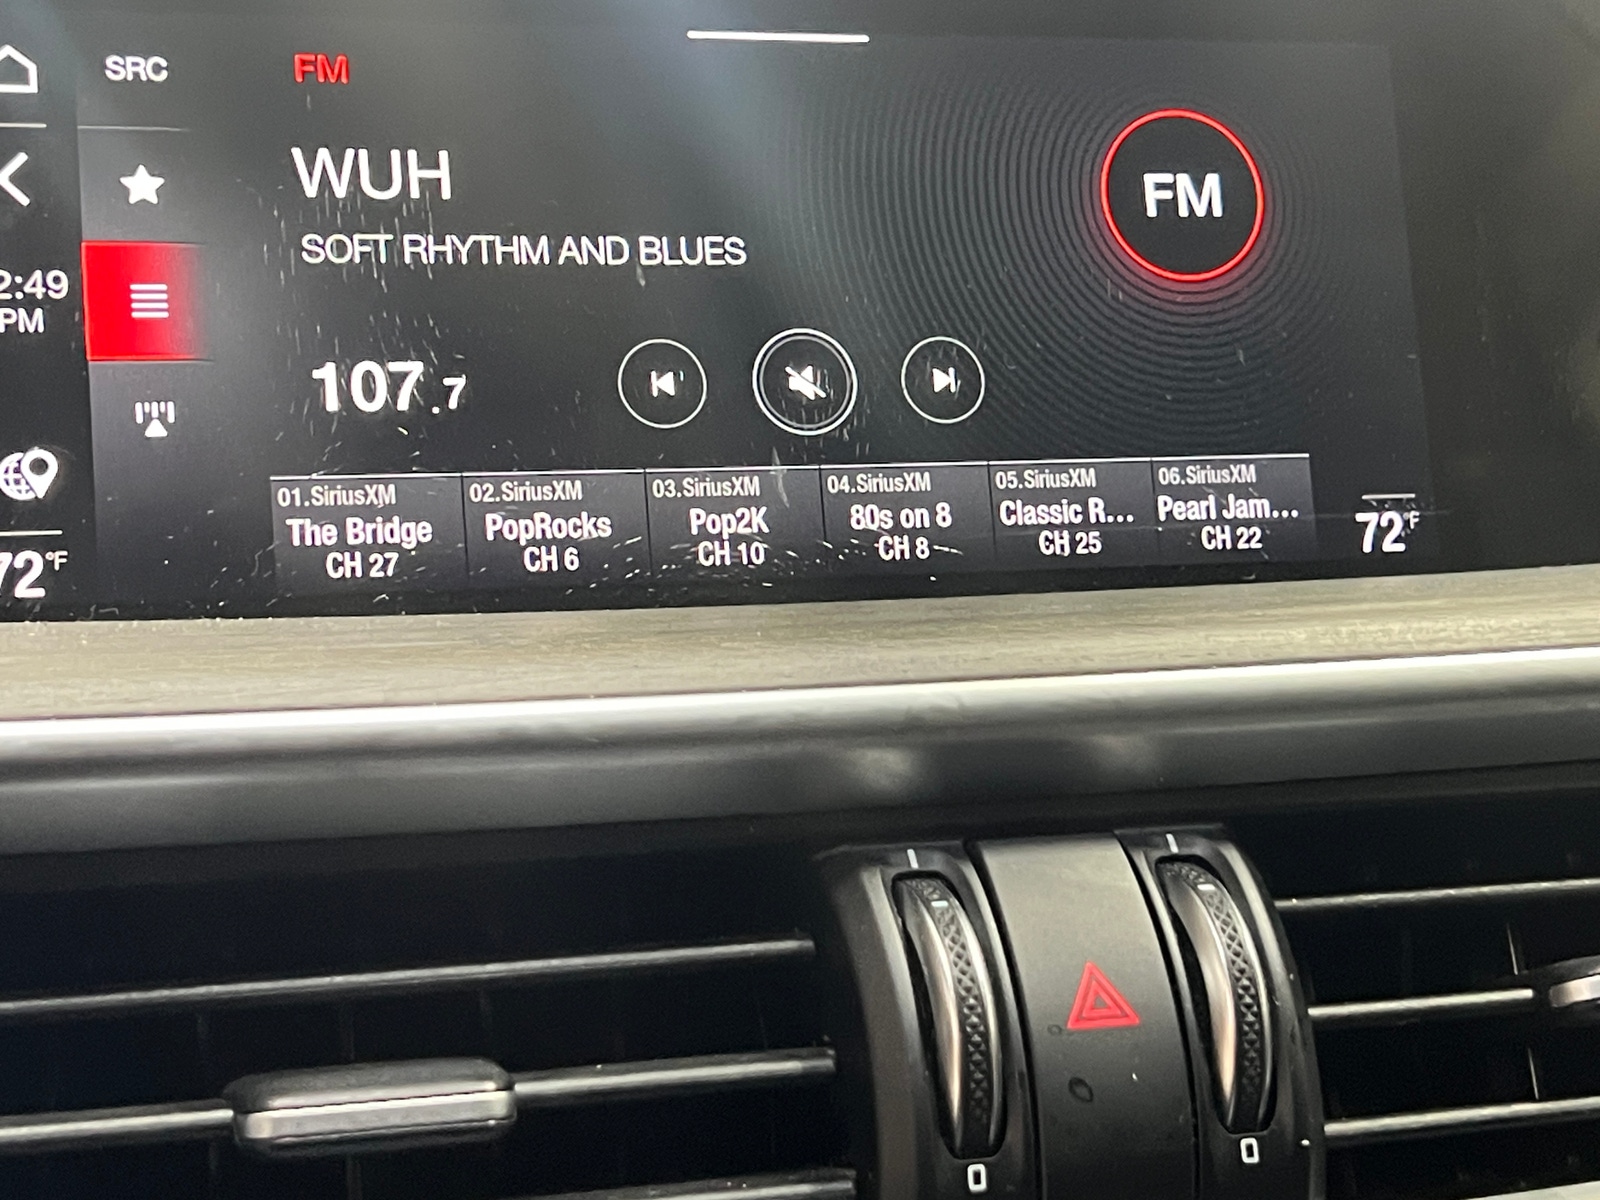 SRC
FM
WUH
SOFT RHYTHM AND BLUES
FM
2:49
PM
107.7
01.SiriusXM
The Bridge
CH 27
02.SiriusXM
PopRocks
CH 6
03.SiriusXM
Pop2K
CH 10
04.SiriusXM
80s on 8
CH 8
05.SiriusXM
Classic R...
CH 25
06.SiriusXM
Pearl Jam...
CH 22
72°F
72°F
0
0